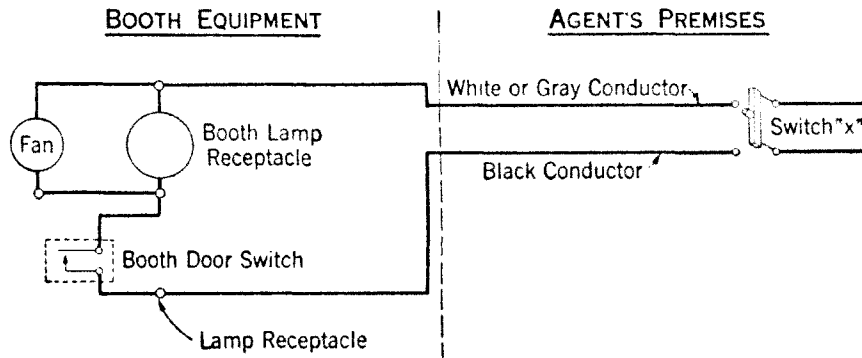 BOOTH EQUIPMENT
AGENT'S PREMISES
White or Gray Conductor
Fan
Booth Lamp
Receptacle
Switch "x"
Black Conductor
Booth Door Switch
Lamp Receptacle